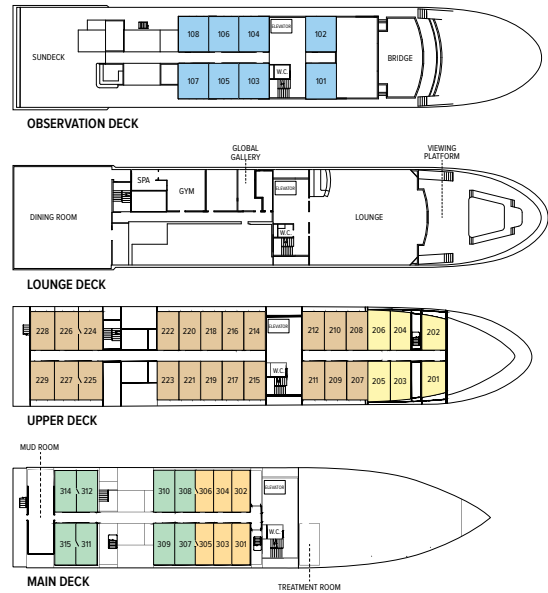 108 106 104 ELEVATOR 102
SUNDECK W.C. BRIDGE
107 105 103 101
OBSERVATION DECK
GLOBAL GALLERY
VIEWING PLATFORM
SPA
GYM
ELEVATOR
DINING ROOM
LOUNGE
W.C.
LOUNGE DECK
228 226 224 222 220 218 216 214 ELEVATOR 212 210 208 206 204 202
W.C.
229 227 225 223 221 219 217 215 211 209 207 205 203 201
UPPER DECK
MUD ROOM
314 312 310 308 306 304 302 ELEVATOR
W.C.
315 311 309 307 305 303 301
MAIN DECK
TREATMENT ROOM